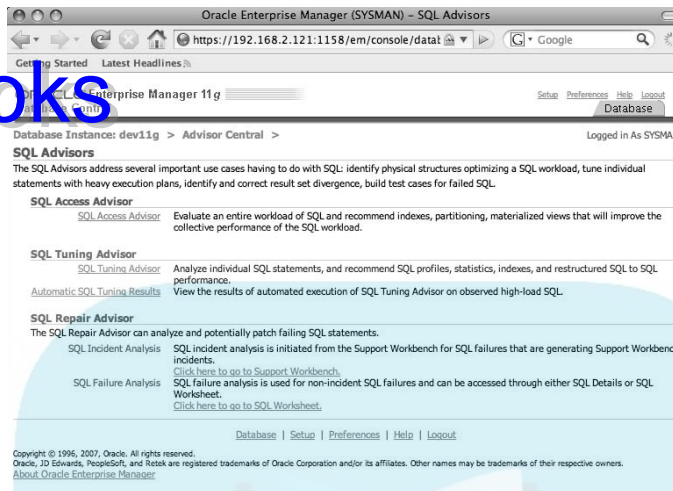 Oracle Enterprise Manager (SYSMAN) – SQL Advisors
https://192.168.2.121:1158/em/console/datab
G
Google
Getting Started Latest Headlines
oks
Enterprise Manager 11g
Setup Preferences Help Logout
Database
Database Instance: dev11g > Advisor Central >
Logged in As SYSMA
SQL Advisors
The SQL Advisors address several important use cases having to do with SQL: identify physical structures optimizing a SQL workload, tune individual
statements with heavy execution plans, identify and correct result set divergence, build test cases for failed SQL.
SQL Access Advisor
SQL Access Advisor Evaluate an entire workload of SQL and recommend indexes, partitioning, materialized views that will improve the
collective performance of the SQL workload.
SQL Tuning Advisor
SQL Tuning Advisor Analyze individual SQL statements, and recommend SQL profiles, statistics, indexes, and restructured SQL to SQL
performance.
Automatic SQL Tuning Results View the results of automated execution of SQL Tuning Advisor on observed high-load SQL.
SQL Repair Advisor
The SQL Repair Advisor can analyze and potentially patch failing SQL statements.
SQL Incident Analysis SQL incident analysis is initiated from the Support Workbench for SQL failures that are generating Support Workbenc
incidents.
Click here to go to Support Workbench.
SQL Failure Analysis SQL failure analysis is used for non-incident SQL failures and can be accessed through either SQL Details or SQL
Worksheet.
Click here to go to SQL Worksheet.
Database | Setup | Preferences | Help | Logout
Copyright © 1996, 2007, Oracle. All rights reserved.
Oracle, JD Edwards, PeopleSoft, and Retek are registered trademarks of Oracle Corporation and/or its affiliates. Other names may be trademarks of their respective owners.
About Oracle Enterprise Manager